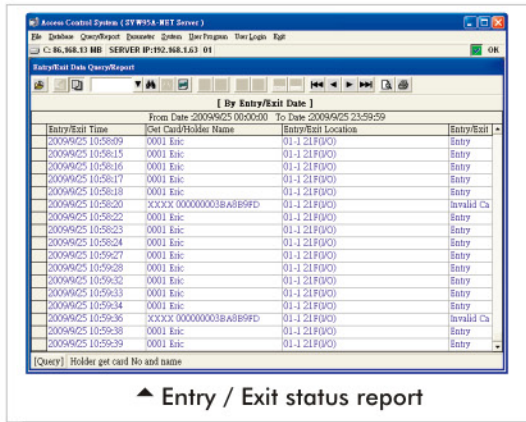 Access Control System ( SYW95A-NET Server )
File Database Query/Report Parameter System User Program User Login Exit
C: 86,168.13 MB SERVER IP:192.168.1.63 01 OK
Entry/Exit Data Query/Report
[ By Entry/Exit Date ]
From Date :2009/9/25 00:00:00 To Date :2009/9/25 23:59:59
Entry/Exit Time Get Card/Holder Name Entry/Exit Location Entry/Exit
2009/9/25 10:58:09 0001 Eric 01-1 21F(I/O) Entry
2009/9/25 10:58:15 0001 Eric 01-1 21F(I/O) Entry
2009/9/25 10:58:16 0001 Eric 01-1 21F(I/O) Entry
2009/9/25 10:58:17 0001 Eric 01-1 21F(I/O) Entry
2009/9/25 10:58:18 0001 Eric 01-1 21F(I/O) Entry
2009/9/25 10:58:20 XXXX 000000003BA8B9FD 01-1 21F(I/O) Invalid Ca
2009/9/25 10:58:22 0001 Eric 01-1 21F(I/O) Entry
2009/9/25 10:58:23 0001 Eric 01-1 21F(I/O) Entry
2009/9/25 10:58:24 0001 Eric 01-1 21F(I/O) Entry
2009/9/25 10:59:27 0001 Eric 01-1 21F(I/O) Entry
2009/9/25 10:59:28 0001 Eric 01-1 21F(I/O) Entry
2009/9/25 10:59:32 0001 Eric 01-1 21F(I/O) Entry
2009/9/25 10:59:33 0001 Eric 01-1 21F(I/O) Entry
2009/9/25 10:59:34 0001 Eric 01-1 21F(I/O) Entry
2009/9/25 10:59:36 XXXX 000000003BA8B9FD 01-1 21F(I/O) Invalid Ca
2009/9/25 10:59:38 0001 Eric 01-1 21F(I/O) Entry
2009/9/25 10:59:39 0001 Eric 01-1 21F(I/O) Entry
[Query] Holder get card No and name
Entry / Exit status report